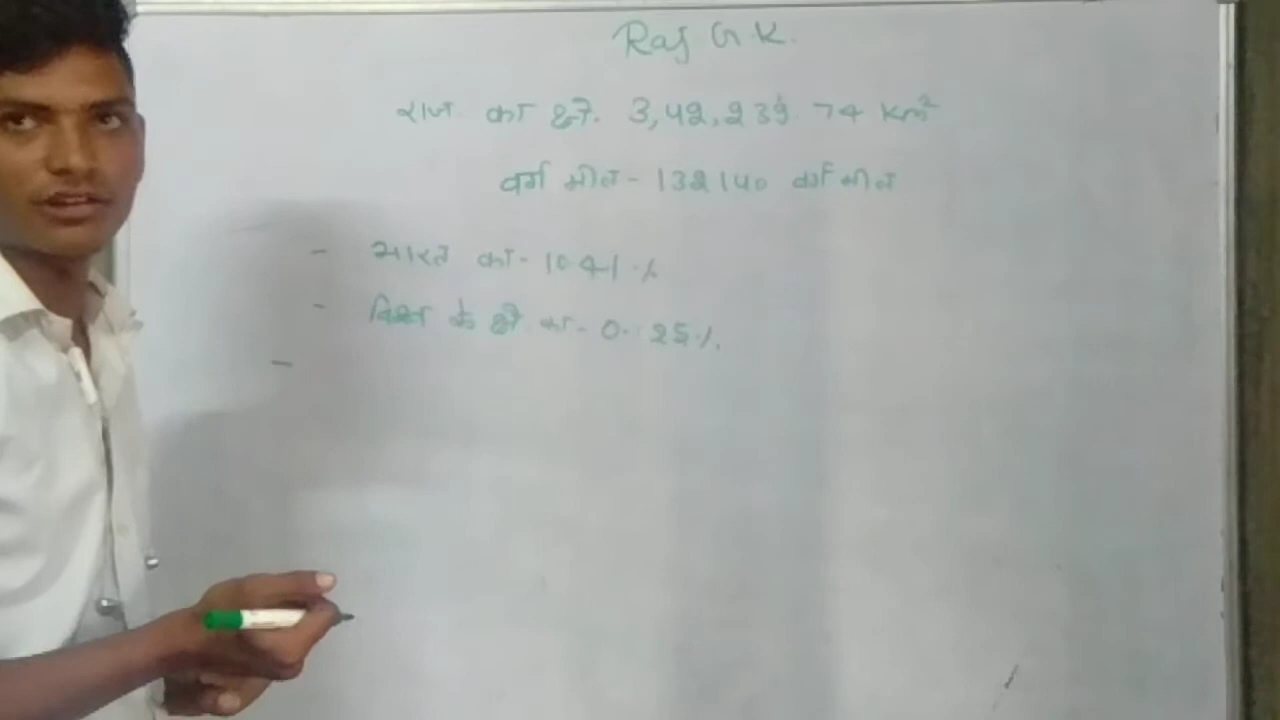 Raj G.K.
राज. का क्षे. 3,42,239.74 Km²
वर्ग मील - 132140 वर्ग मील
- भारत का - 10.41%
- विश्व के क्षे का - 0.25%.
-